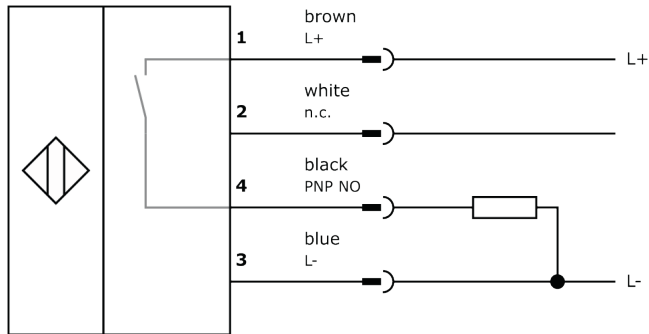 brown
1 L+
L+
white
2 n.c.
black
4 PNP NO
blue
3 L-
L-